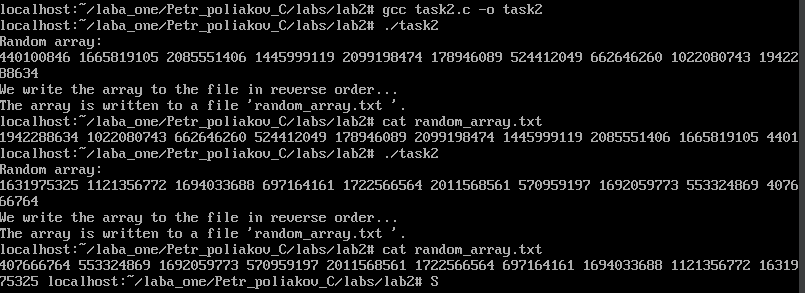 localhost:~/laba_one/Petr_poliakov_C/labs/lab2# gcc task2.c -o task2
localhost:~/laba_one/Petr_poliakov_C/labs/lab2# ./task2
Random array:
440100846 1665819105 2085551406 1445999119 2099198474 178946089 524412049 662646260 1022080743 19422
88634
We write the array to the file in reverse order...
The array is written to a file 'random_array.txt '.
localhost:~/laba_one/Petr_poliakov_C/labs/lab2# cat random_array.txt
1942288634 1022080743 662646260 524412049 178946089 2099198474 1445999119 2085551406 1665819105 4401
localhost:~/laba_one/Petr_poliakov_C/labs/lab2# ./task2
Random array:
1631975325 1121356772 1694033688 697164161 1722566564 2011568561 570959197 1692059773 553324869 4076
66764
We write the array to the file in reverse order...
The array is written to a file 'random_array.txt '.
localhost:~/laba_one/Petr_poliakov_C/labs/lab2# cat random_array.txt
407666764 553324869 1692059773 570959197 2011568561 1722566564 697164161 1694033688 1121356772 16319
75325 localhost:~/laba_one/Petr_poliakov_C/labs/lab2# S